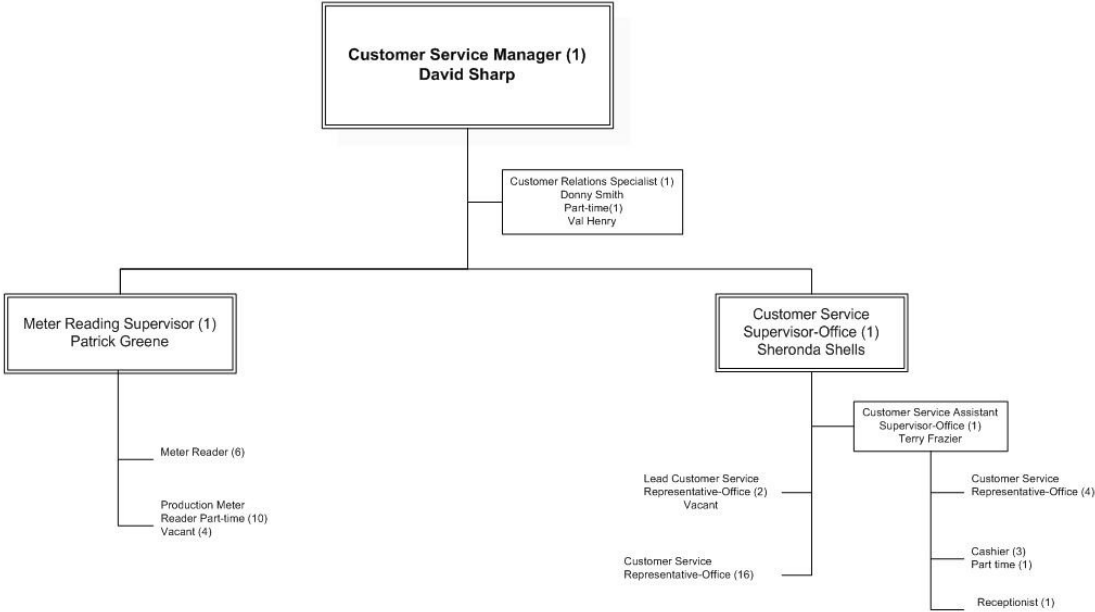 Customer Service Manager (1)
David Sharp
Customer Relations Specialist (1)
Donny Smith
Part-time(1)
Val Henry
Meter Reading Supervisor (1)
Patrick Greene
Customer Service
Supervisor-Office (1)
Sheronda Shells
Customer Service Assistant
Supervisor-Office (1)
Terry Frazier
Meter Reader (6)
Production Meter
Reader Part-time (10)
Vacant (4)
Lead Customer Service
Representative-Office (2)
Vacant
Customer Service
Representative-Office (16)
Customer Service
Representative-Office (4)
Cashier (3)
Part time (1)
Receptionist (1)